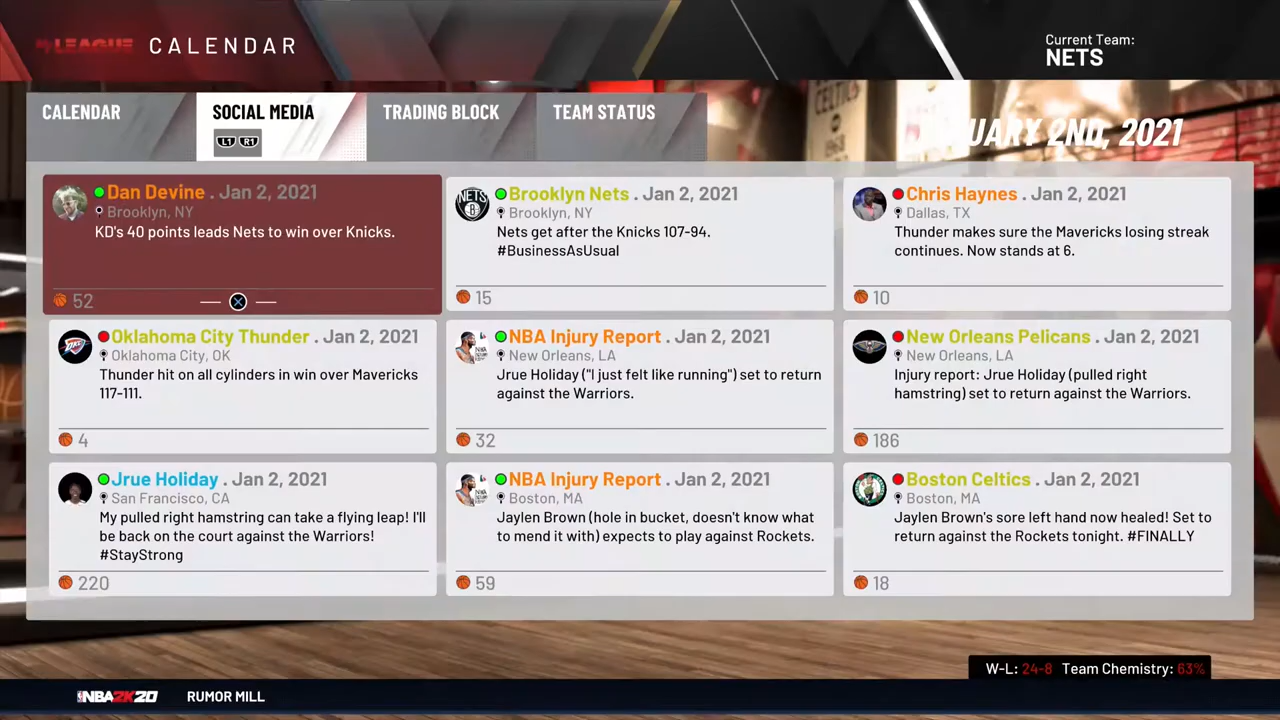 LEAGUE CALENDAR
Current Team:
NETS
CALENDAR
SOCIAL MEDIA
TRADING BLOCK
TEAM STATUS
L1 R1
2ND, 2021
Dan Devine . Jan 2, 2021
Brooklyn, NY
KD's 40 points leads Nets to win over Knicks.
52
Brooklyn Nets . Jan 2, 2021
Brooklyn, NY
Nets get after the Knicks 107-94.
#BusinessAsUsual
15
Chris Haynes . Jan 2, 2021
Dallas, TX
Thunder makes sure the Mavericks losing streak
continues. Now stands at 6.
10
Oklahoma City Thunder . Jan 2, 2021
Oklahoma City, OK
Thunder hit on all cylinders in win over Mavericks
117-111.
4
NBA Injury Report . Jan 2, 2021
New Orleans, LA
Jrue Holiday ("I just felt like running") set to return
against the Warriors.
32
New Orleans Pelicans . Jan 2, 2021
New Orleans, LA
Injury report: Jrue Holiday (pulled right
hamstring) set to return against the Warriors.
186
Jrue Holiday . Jan 2, 2021
San Francisco, CA
My pulled right hamstring can take a flying leap! I'll
be back on the court against the Warriors!
#StayStrong
220
NBA Injury Report . Jan 2, 2021
Boston, MA
Jaylen Brown (hole in bucket, doesn't know what
to mend it with) expects to play against Rockets.
59
Boston Celtics . Jan 2, 2021
Boston, MA
Jaylen Brown's sore left hand now healed! Set to
return against the Rockets tonight. #FINALLY
18
W-L: 24-8 Team Chemistry: 63%
NBA2K20
RUMOR MILL